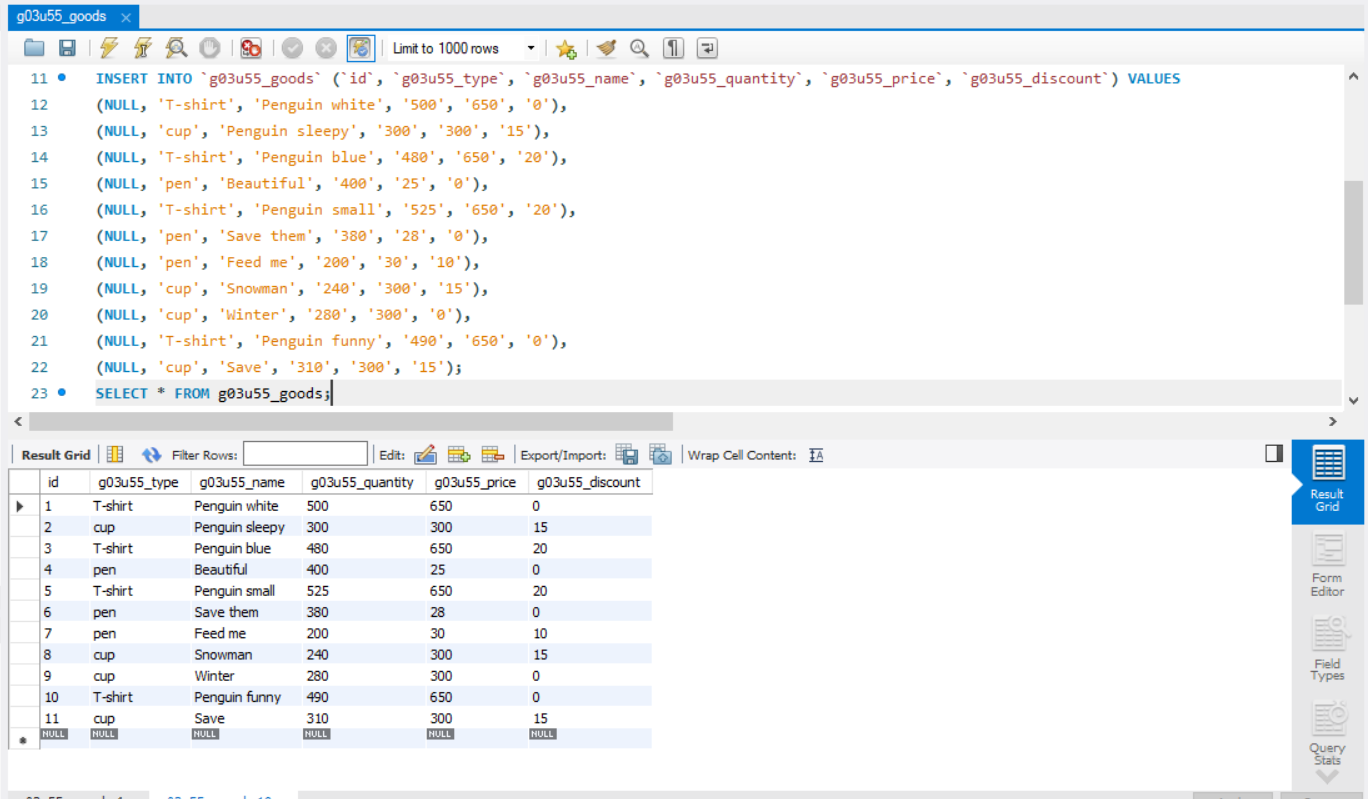 g03u55_goods ×
Limit to 1000 rows
11 INSERT INTO `g03u55_goods` (`id`, `g03u55_type`, `g03u55_name`, `g03u55_quantity`, `g03u55_price`, `g03u55_discount`) VALUES
12 (NULL, 'T-shirt', 'Penguin white', '500', '650', '0'),
13 (NULL, 'cup', 'Penguin sleepy', '300', '300', '15'),
14 (NULL, 'T-shirt', 'Penguin blue', '480', '650', '20'),
15 (NULL, 'pen', 'Beautiful', '400', '25', '0'),
16 (NULL, 'T-shirt', 'Penguin small', '525', '650', '20'),
17 (NULL, 'pen', 'Save them', '380', '28', '0'),
18 (NULL, 'pen', 'Feed me', '200', '30', '10'),
19 (NULL, 'cup', 'Snowman', '240', '300', '15'),
20 (NULL, 'cup', 'Winter', '280', '300', '0'),
21 (NULL, 'T-shirt', 'Penguin funny', '490', '650', '0'),
22 (NULL, 'cup', 'Save', '310', '300', '15');
23 SELECT * FROM g03u55_goods;
Result Grid Filter Rows: Edit: Export/Import: Wrap Cell Content: IA
id g03u55_type g03u55_name g03u55_quantity g03u55_price g03u55_discount
1 T-shirt Penguin white 500 650 0
2 cup Penguin sleepy 300 300 15
3 T-shirt Penguin blue 480 650 20
4 pen Beautiful 400 25 0
5 T-shirt Penguin small 525 650 20
6 pen Save them 380 28 0
7 pen Feed me 200 30 10
8 cup Snowman 240 300 15
9 cup Winter 280 300 0
10 T-shirt Penguin funny 490 650 0
11 cup Save 310 300 15
NULL NULL NULL NULL NULL NULL
Result
Grid
Form
Editor
Field
Types
Query
Stats